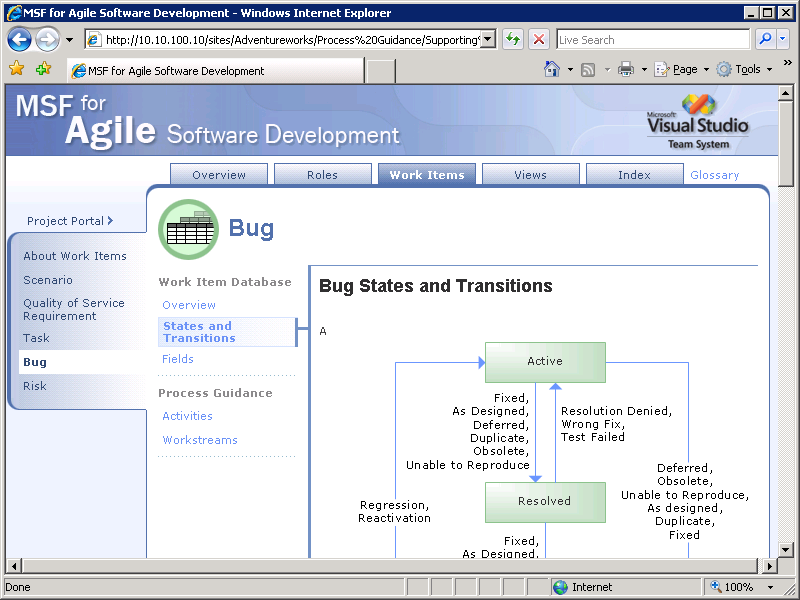 MSF for Agile Software Development - Windows Internet Explorer
http://10.10.100.10/sites/Adventureworks/Process%20Guidance/Supporting%
Live Search
MSF for Agile Software Development
Page
Tools
»
MSF for
Agile Software Development
Microsoft
Visual Studio
Team System
Overview
Roles
Work Items
Views
Index
Glossary
Project Portal
About Work Items
Scenario
Quality of Service
Requirement
Task
Bug
Risk
Bug
Work Item Database
Overview
States and
Transitions
Fields
Process Guidance
Activities
Workstreams
Bug States and Transitions
A
Active
Fixed,
As Designed,
Deferred,
Duplicate,
Obsolete,
Unable to Reproduce
Resolution Denied,
Wrong Fix,
Test Failed
Deferred,
Obsolete,
Unable to Reproduce,
As designed,
Duplicate,
Fixed
Regression,
Reactivation
Resolved
Fixed,
As Designed,
Done
Internet
100%